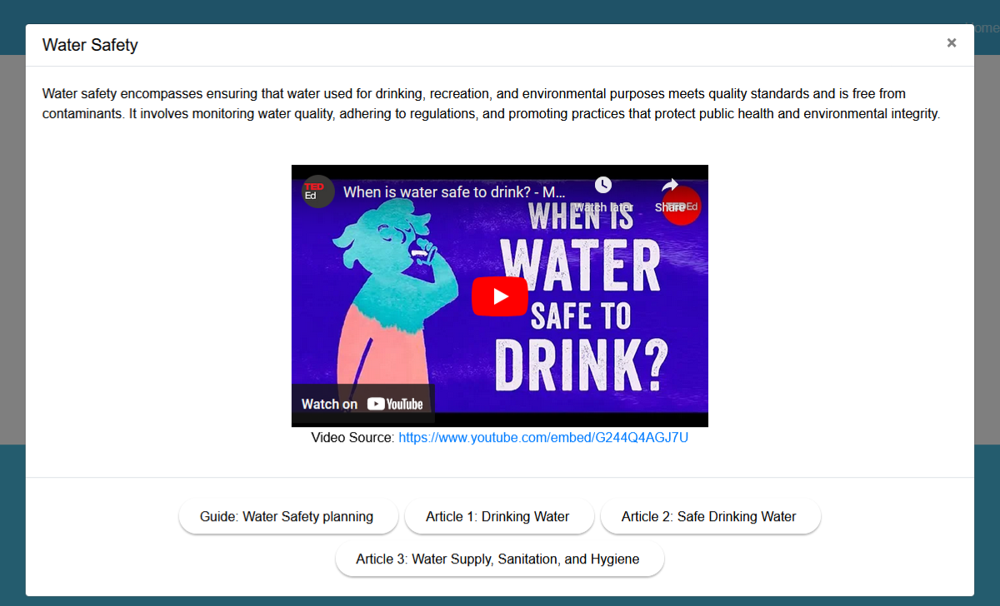 Home
Water Safety
×
Water safety encompasses ensuring that water used for drinking, recreation, and environmental purposes meets quality standards and is free from
contaminants. It involves monitoring water quality, adhering to regulations, and promoting practices that protect public health and environmental integrity.
TED
Ed
When is water safe to drink? - M...
Watch later
Share
TED Ed
WHEN IS
WATER
SAFE TO
DRINK?
Watch on YouTube
Video Source: https://www.youtube.com/embed/G244Q4AGJ7U
Guide: Water Safety planning
Article 1: Drinking Water
Article 2: Safe Drinking Water
Article 3: Water Supply, Sanitation, and Hygiene